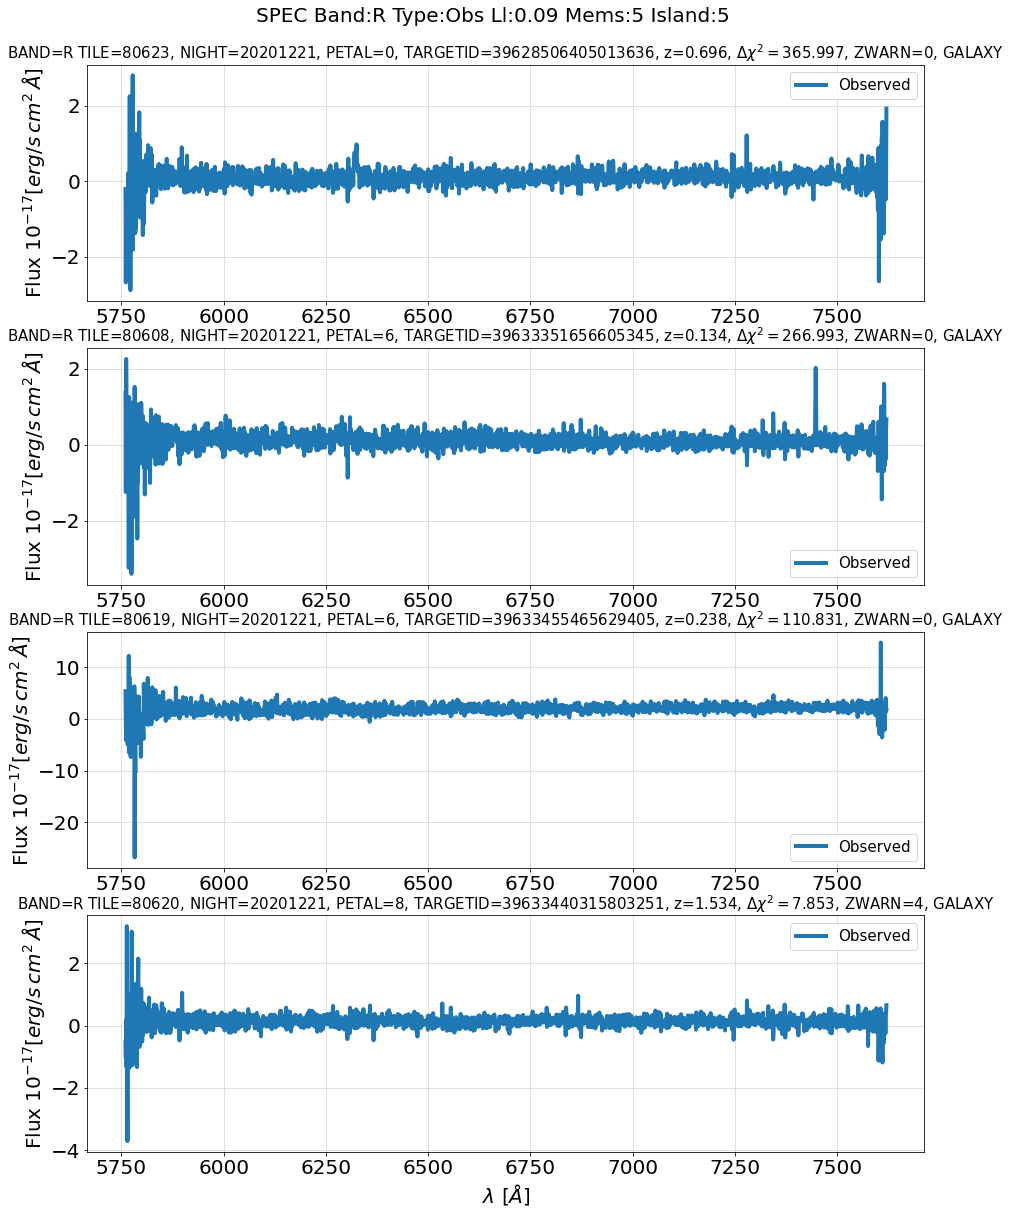 SPEC Band:R Type:Obs Ll:0.09 Mems:5 Island:5
BAND=R TILE=80623, NIGHT=20201221, PETAL=0, TARGETID=39628506405013636, z=0.696, Δχ² = 365.997, ZWARN=0, GALAXY
Flux 10⁻¹⁷[erg/s cm² Å]
2
0
−2
Observed
5750 6000 6250 6500 6750 7000 7250 7500
BAND=R TILE=80608, NIGHT=20201221, PETAL=6, TARGETID=39633351656605345, z=0.134, Δχ² = 266.993, ZWARN=0, GALAXY
Flux 10⁻¹⁷[erg/s cm² Å]
2
0
−2
Observed
5750 6000 6250 6500 6750 7000 7250 7500
BAND=R TILE=80619, NIGHT=20201221, PETAL=6, TARGETID=39633455465629405, z=0.238, Δχ² = 110.831, ZWARN=0, GALAXY
Flux 10⁻¹⁷[erg/s cm² Å]
10
0
−10
−20
Observed
5750 6000 6250 6500 6750 7000 7250 7500
BAND=R TILE=80620, NIGHT=20201221, PETAL=8, TARGETID=39633440315803251, z=1.534, Δχ² = 7.853, ZWARN=4, GALAXY
Flux 10⁻¹⁷[erg/s cm² Å]
2
0
−2
−4
Observed
5750 6000 6250 6500 6750 7000 7250 7500
λ [Å]